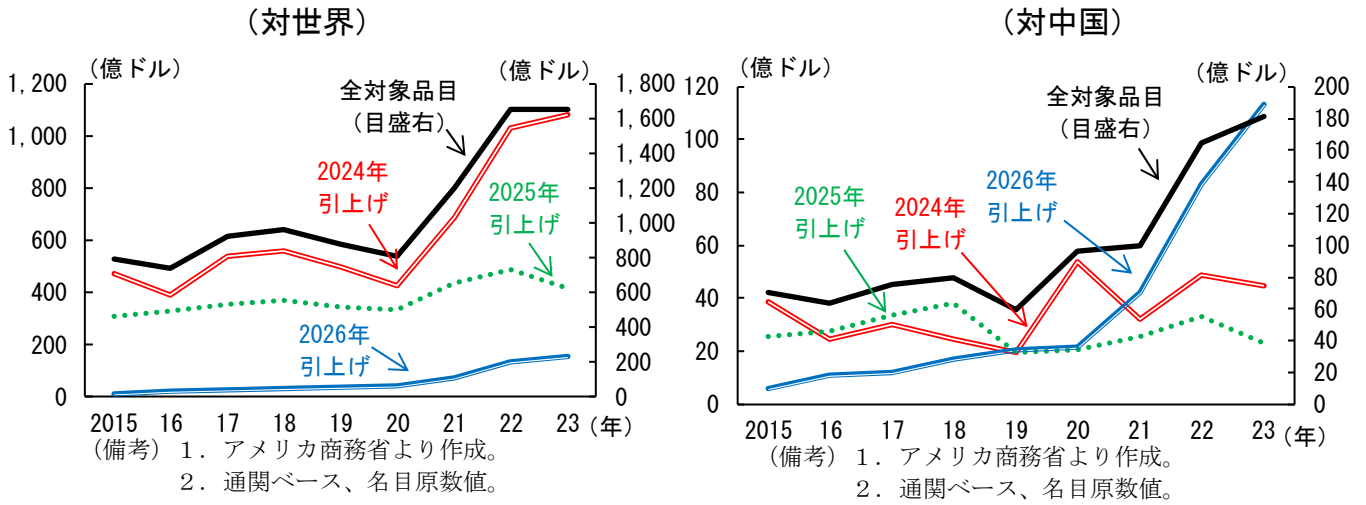 (対世界)
(億ドル)
(億ドル)
1,200
1,000
800
600
400
200
0
1,800
1,600
1,400
1,200
1,000
800
600
400
200
0
全対象品目
(目盛右)
2024年
引上げ
2025年
引上げ
2026年
引上げ
2015 16 17 18 19 20 21 22 23 (年)
(備考) 1. アメリカ商務省より作成。
2. 通関ベース、名目原数値。
(対中国)
(億ドル)
(億ドル)
120
100
80
60
40
20
0
200
180
160
140
120
100
80
60
40
20
0
全対象品目
(目盛右)
2025年
引上げ
2024年
引上げ
2026年
引上げ
2015 16 17 18 19 20 21 22 23 (年)
(備考) 1. アメリカ商務省より作成。
2. 通関ベース、名目原数値。